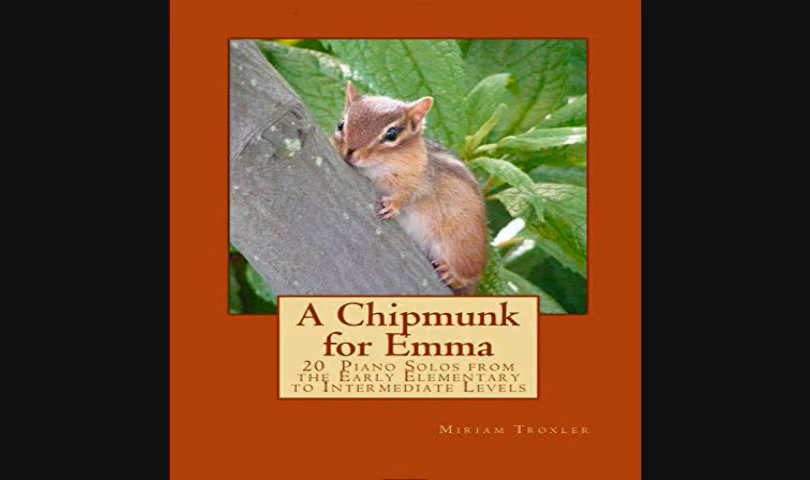 A Chipmunk
for Emma
20 Piano Solos from
the Early Elementary
to Intermediate Levels
Miriam Troxler